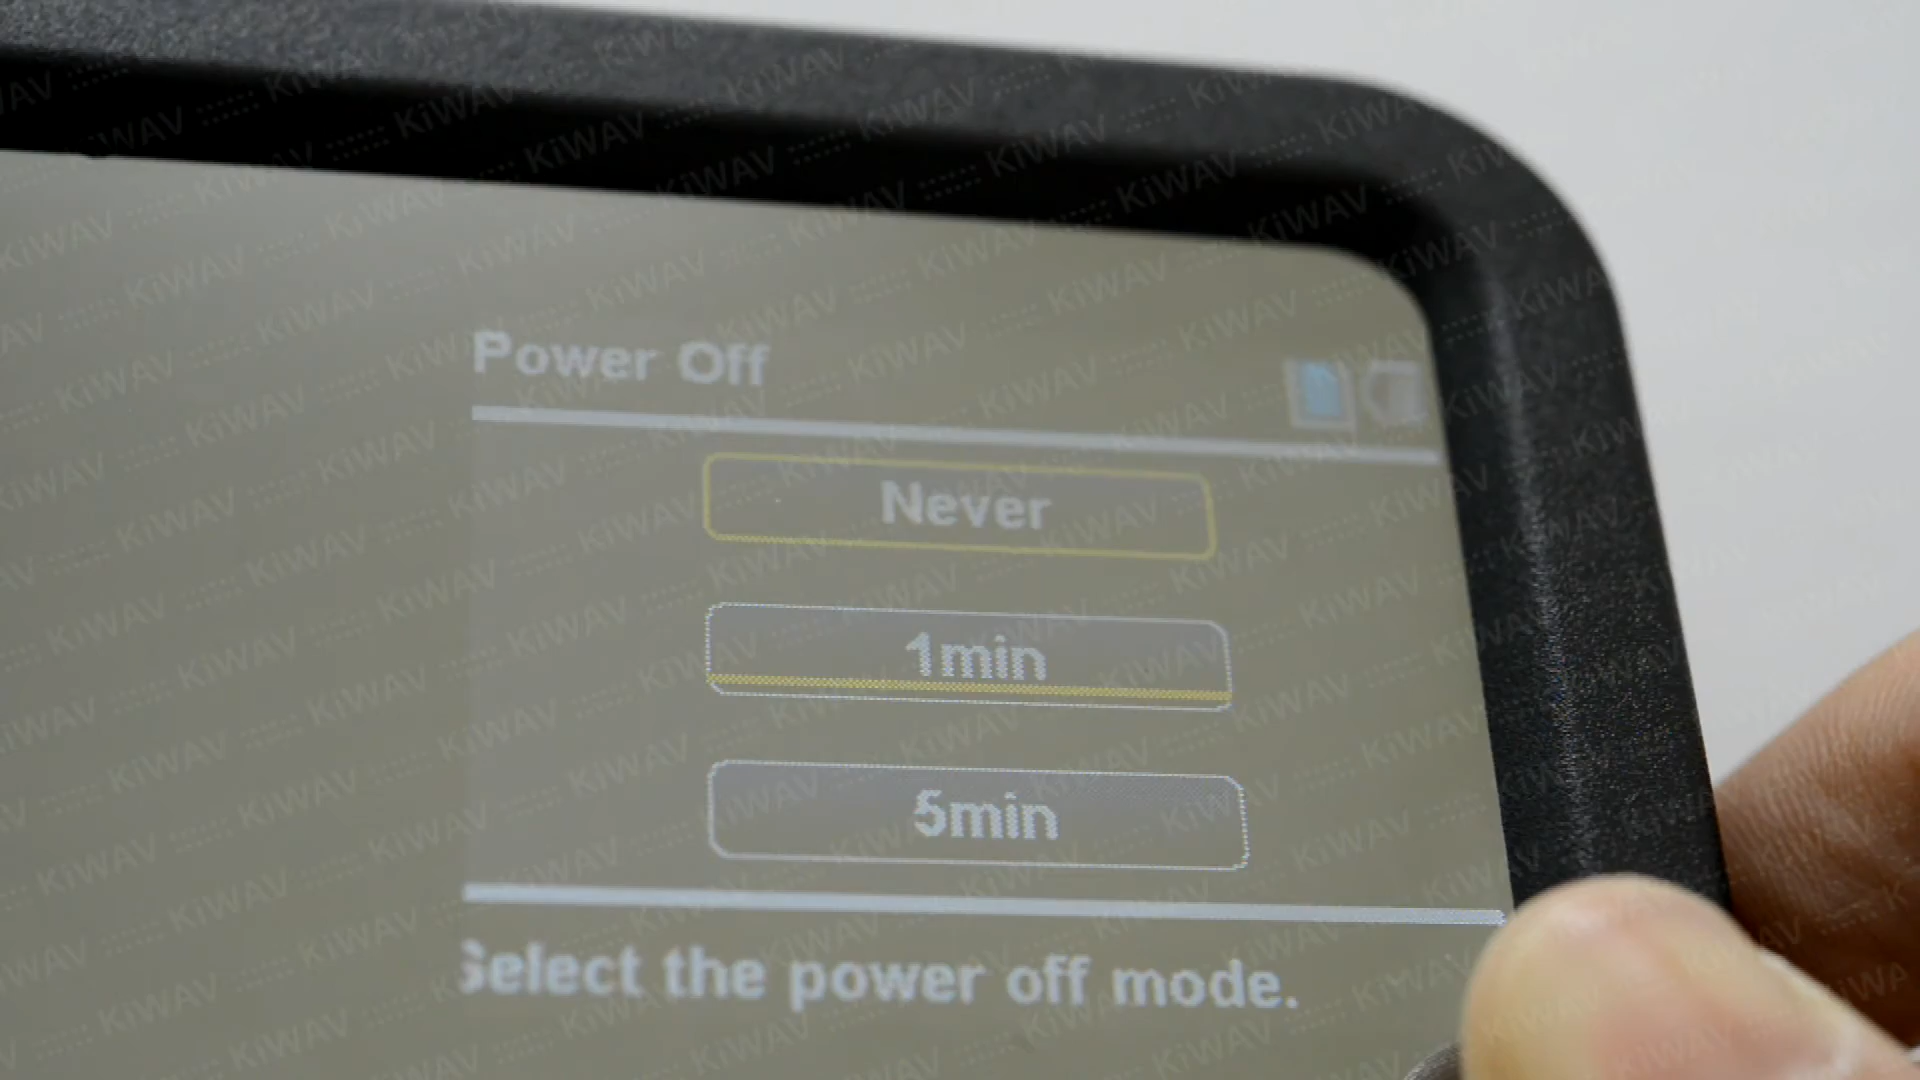 Power Off
Never
1min
5min
Select the power off mode.
KiWAV